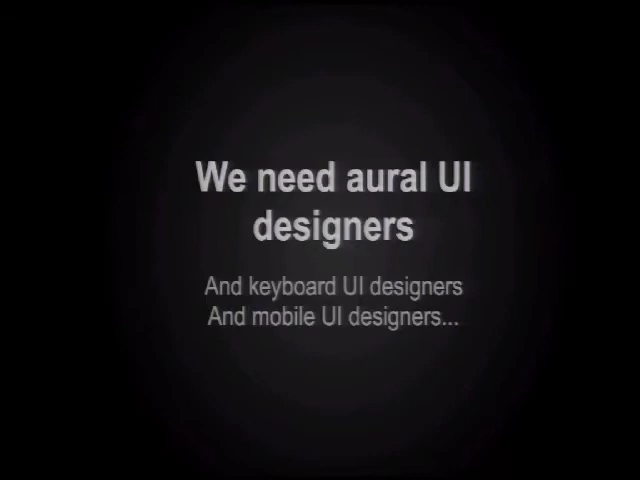 We need aural UI
designers
And keyboard UI designers
And mobile UI designers...